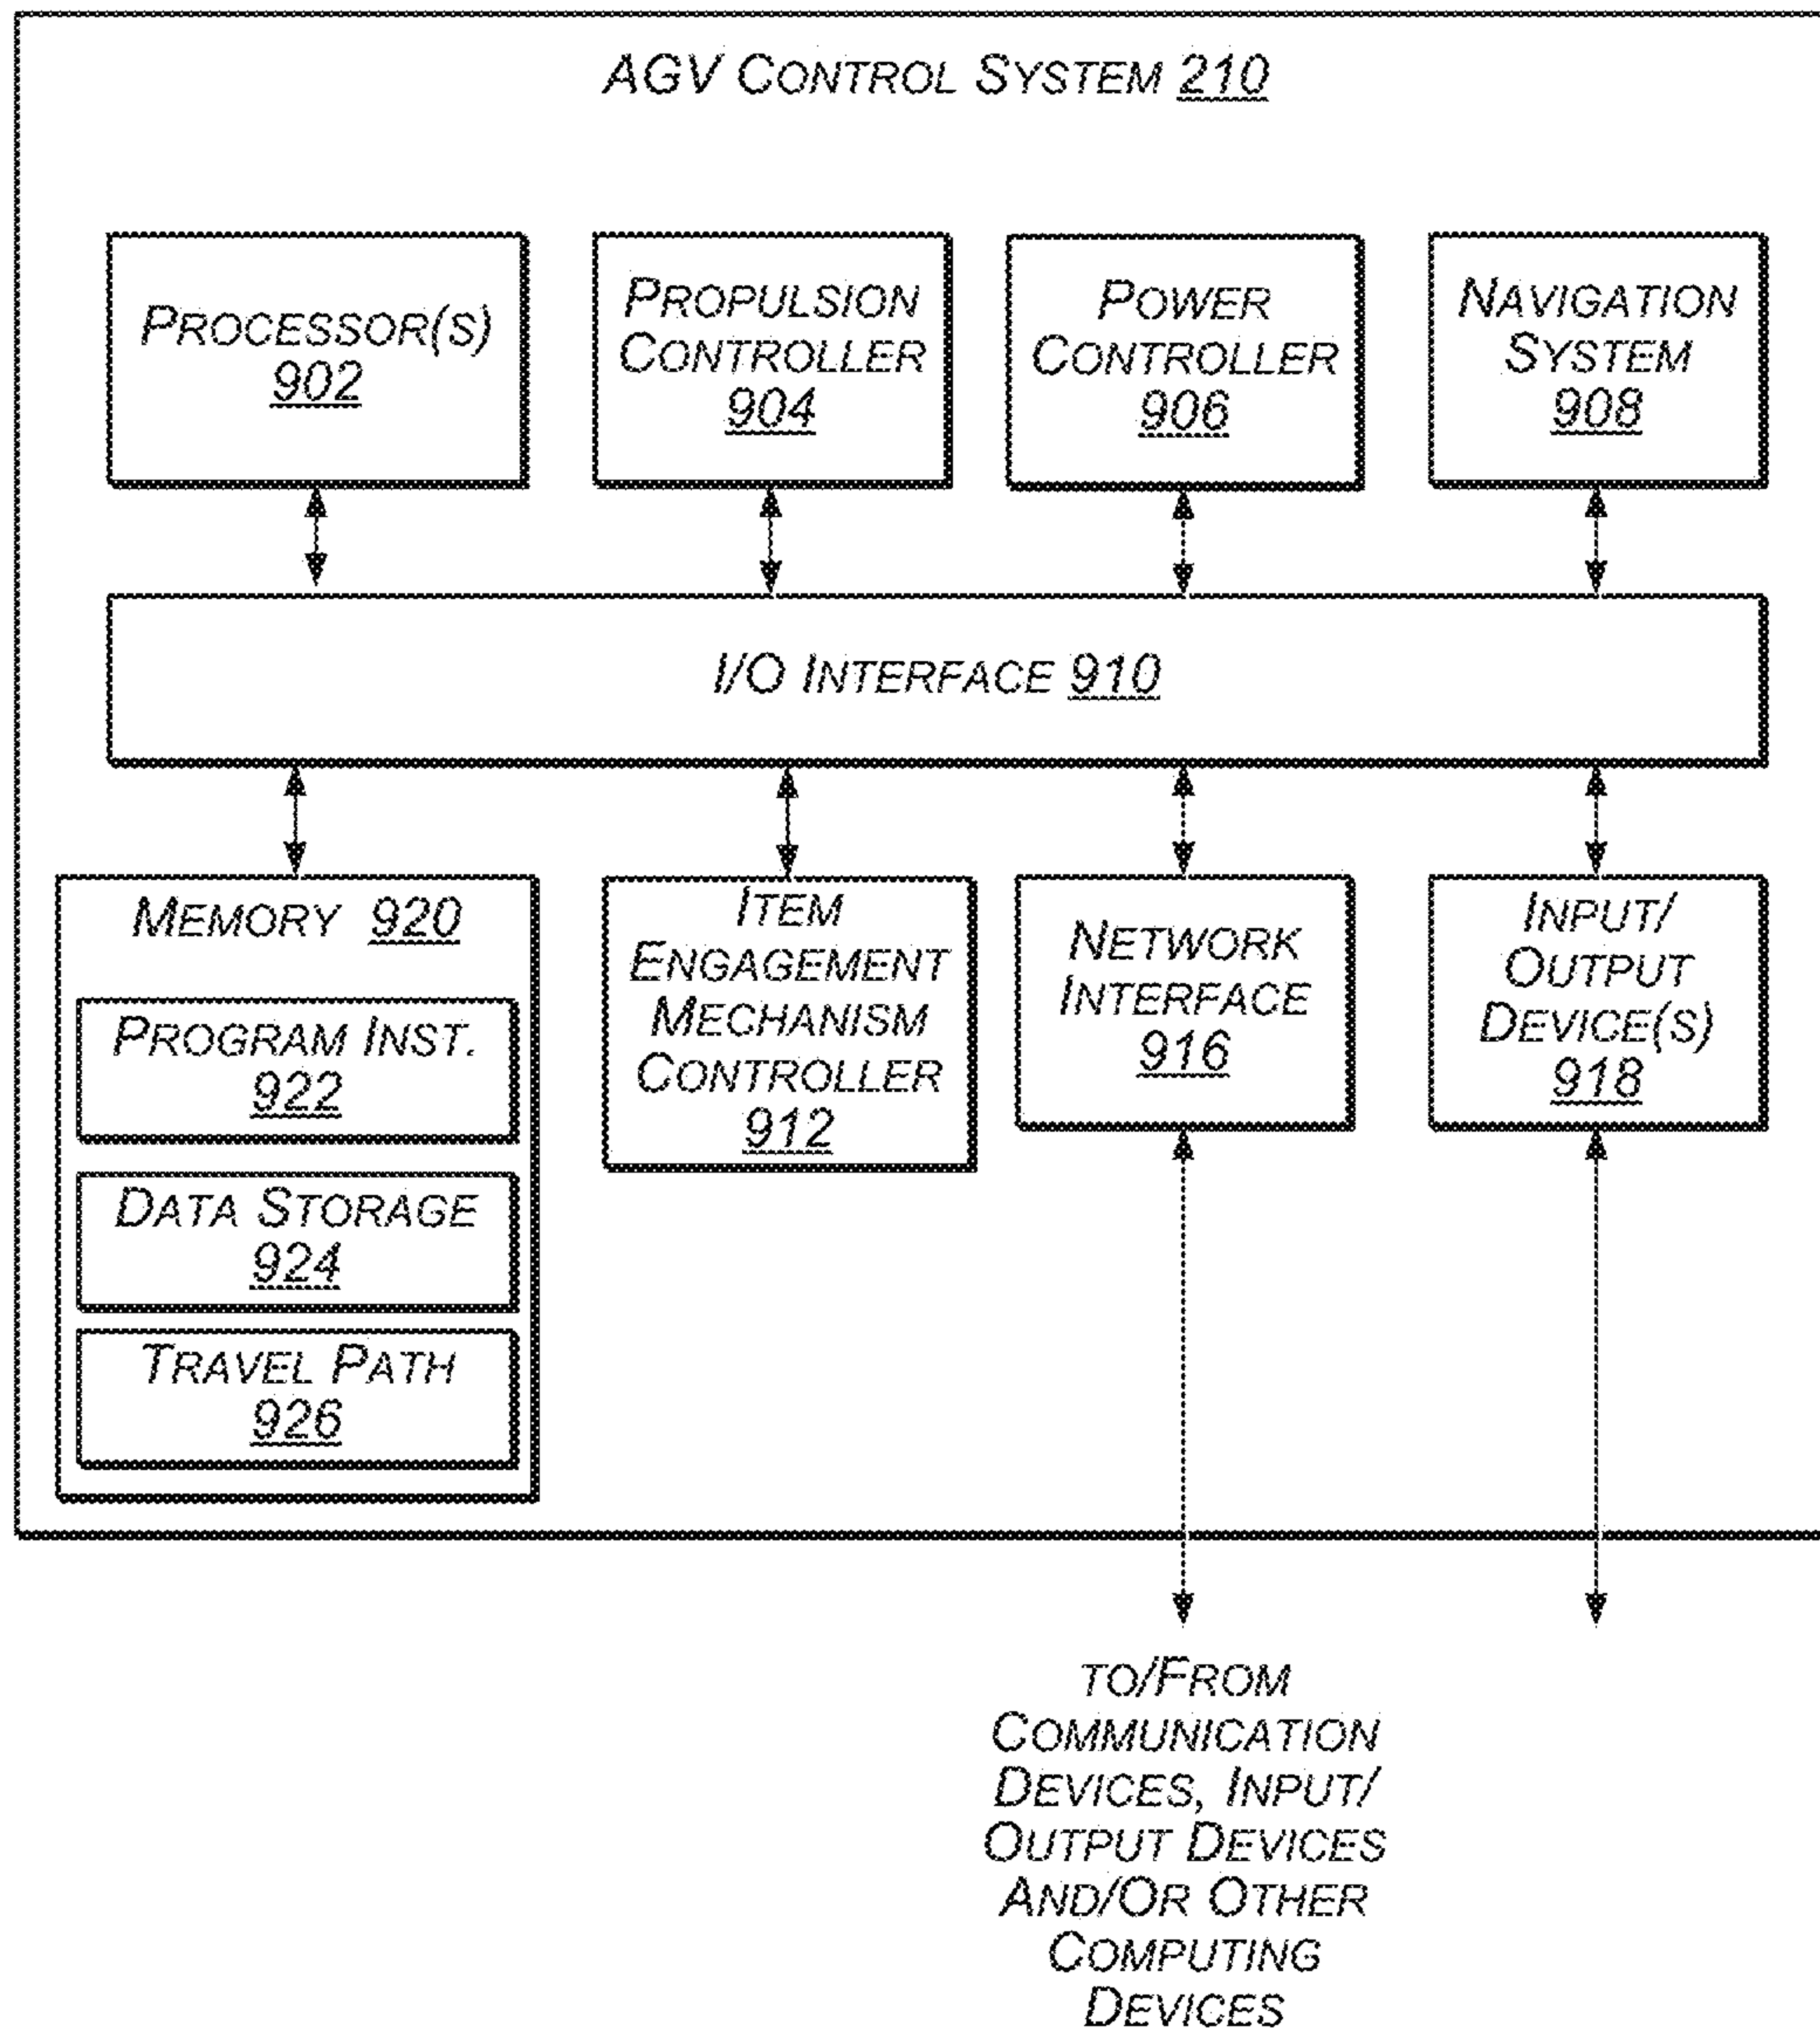 AGV CONTROL SYSTEM 210
PROCESSOR(S)
902
PROPULSION
CONTROLLER
904
POWER
CONTROLLER
906
NAVIGATION
SYSTEM
908
I/O INTERFACE 910
MEMORY 920
PROGRAM INST.
922
DATA STORAGE
924
TRAVEL PATH
926
ITEM
ENGAGEMENT
MECHANISM
CONTROLLER
912
NETWORK
INTERFACE
916
INPUT/
OUTPUT
DEVICE(S)
918
TO/FROM
COMMUNICATION
DEVICES, INPUT/
OUTPUT DEVICES
AND/OR OTHER
COMPUTING
DEVICES